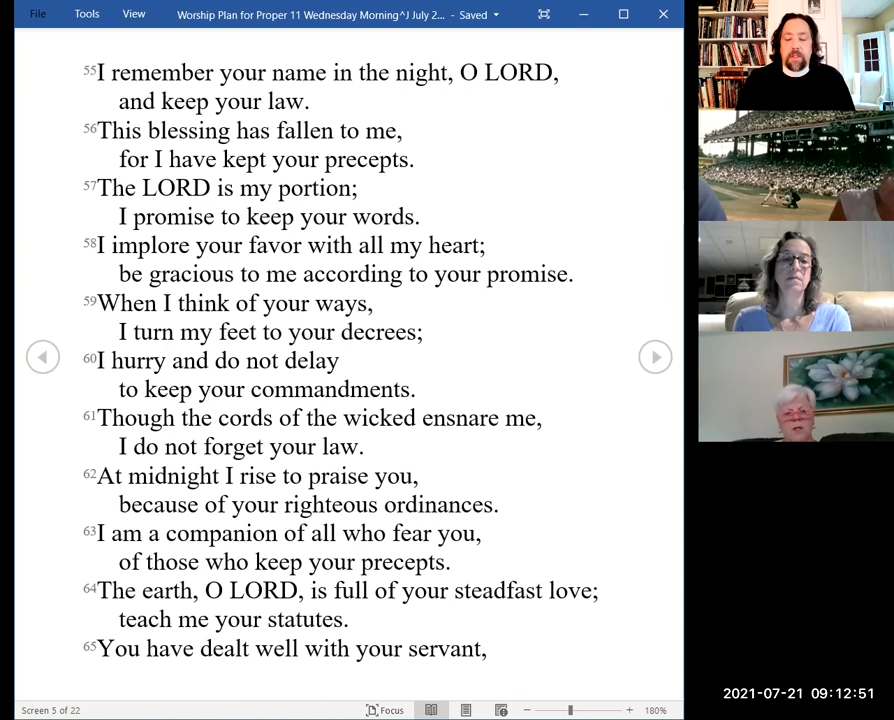 File Tools View Worship Plan for Proper 11 Wednesday Morning^J July 2... - Saved
55I remember your name in the night, O LORD,
and keep your law.
56This blessing has fallen to me,
for I have kept your precepts.
57The LORD is my portion;
I promise to keep your words.
58I implore your favor with all my heart;
be gracious to me according to your promise.
59When I think of your ways,
I turn my feet to your decrees;
60I hurry and do not delay
to keep your commandments.
61Though the cords of the wicked ensnare me,
I do not forget your law.
62At midnight I rise to praise you,
because of your righteous ordinances.
63I am a companion of all who fear you,
of those who keep your precepts.
64The earth, O LORD, is full of your steadfast love;
teach me your statutes.
65You have dealt well with your servant,
2021-07-21 09:12:51
Screen 5 of 22 Focus 180%